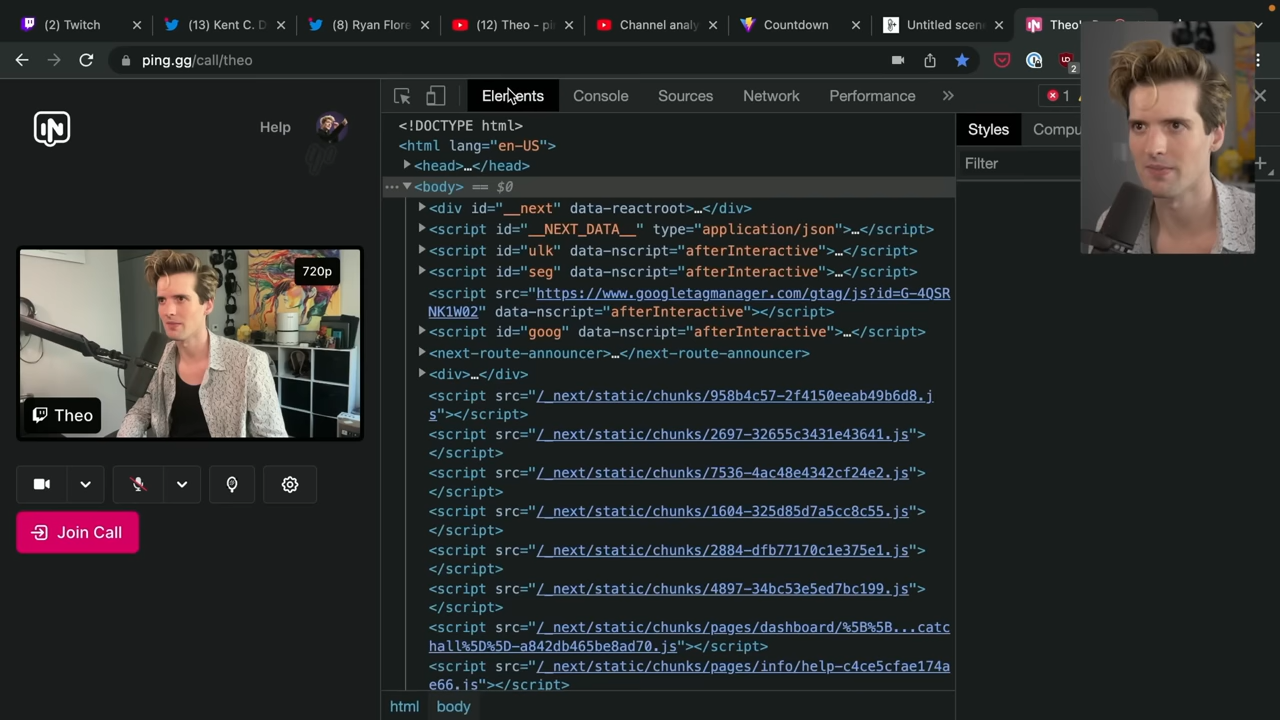 (2) Twitch
(13) Kent C. D
(8) Ryan Flore
(12) Theo - pi
Channel analy
Countdown
Untitled scen
Theo's
ping.gg/call/theo
2
Elements
Console
Sources
Network
Performance
1
Help
Styles
Compu
Filter
<!DOCTYPE html>
<html lang="en-US">
<head>…</head>
<body> == $0
<div id="__next" data-reactroot>…</div>
<script id="__NEXT_DATA__" type="application/json">…</script>
<script id="ulk" data-nscript="afterInteractive">…</script>
<script id="seg" data-nscript="afterInteractive">…</script>
<script src="https://www.googletagmanager.com/gtag/js?id=G-4QSR
NK1W02" data-nscript="afterInteractive"></script>
<script id="goog" data-nscript="afterInteractive">…</script>
<next-route-announcer>…</next-route-announcer>
<div>…</div>
<script src="/_next/static/chunks/958b4c57-2f4150eeab49b6d8.j
s"></script>
<script src="/_next/static/chunks/2697-32655c3431e43641.js">
</script>
<script src="/_next/static/chunks/7536-4ac48e4342cf24e2.js">
</script>
<script src="/_next/static/chunks/1604-325d85d7a5cc8c55.js">
</script>
<script src="/_next/static/chunks/2884-dfb77170c1e375e1.js">
</script>
<script src="/_next/static/chunks/4897-34bc53e5ed7bc199.js">
</script>
<script src="/_next/static/chunks/pages/dashboard/%5B%5B...catc
hall%5D%5D-a842db465be8ad70.js"></script>
<script src="/_next/static/chunks/pages/info/help-c4ce5cfae174a
e66.js"></script>
html body
720p
Theo
Join Call